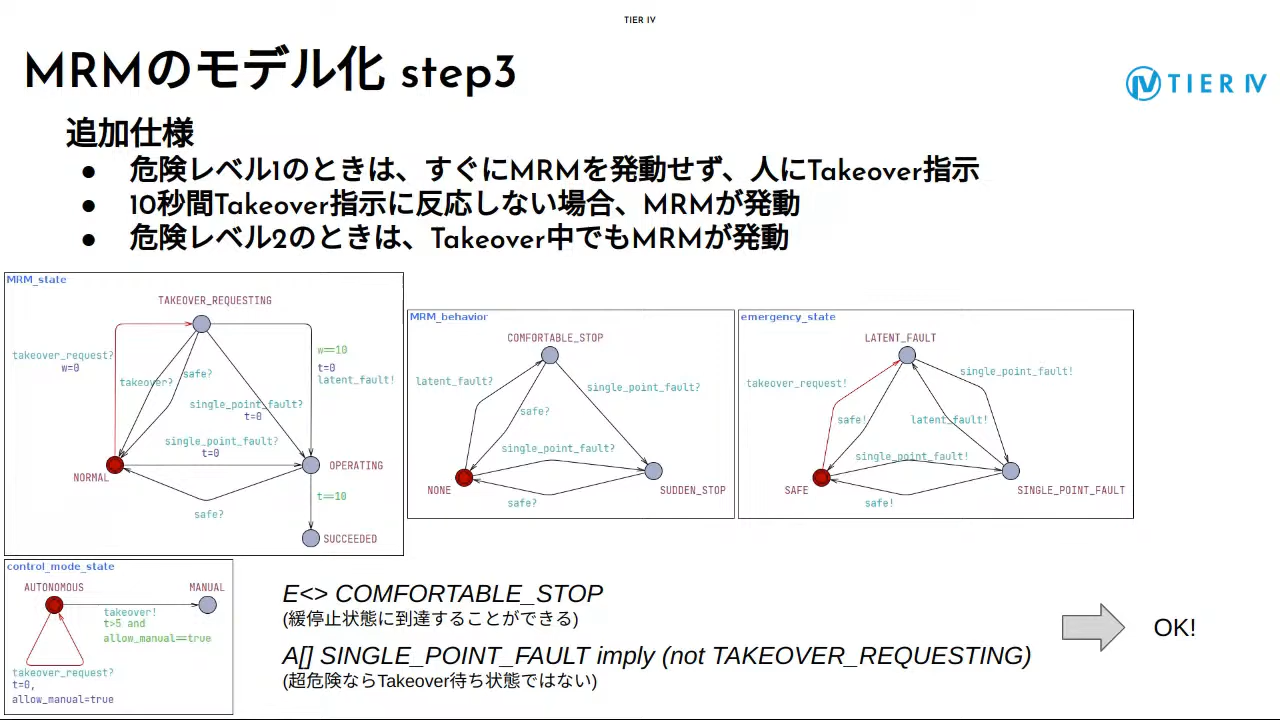 TIER IV
MRMのモデル化 step3
TIER IV
追加仕様
● 危険レベル1のときは、すぐにMRMを発動せず、人にTakeover指示
● 10秒間Takeover指示に反応しない場合、MRMが発動
● 危険レベル2のときは、Takeover中でもMRMが発動
MRM_state
TAKEOVER_REQUESTING
takeover_request?
w=0
takeover?
safe?
w==10
t=0
latent_fault!
single_point_fault?
t=0
single_point_fault?
t=0
NORMAL
OPERATING
safe?
t==10
SUCCEEDED
MRM_behavior
COMFORTABLE_STOP
latent_fault?
single_point_fault?
safe?
single_point_fault?
NONE
SUDDEN_STOP
safe?
emergency_state
LATENT_FAULT
takeover_request!
single_point_fault!
safe!
latent_fault!
single_point_fault!
SAFE
SINGLE_POINT_FAULT
safe!
control_mode_state
AUTONOMOUS
MANUAL
takeover!
t>5 and
allow_manual==true
takeover_request?
t=0,
allow_manual=true
E<> COMFORTABLE_STOP
(緩停止状態に到達することができる)
A[] SINGLE_POINT_FAULT imply (not TAKEOVER_REQUESTING)
(超危険ならTakeover待ち状態ではない)
OK!